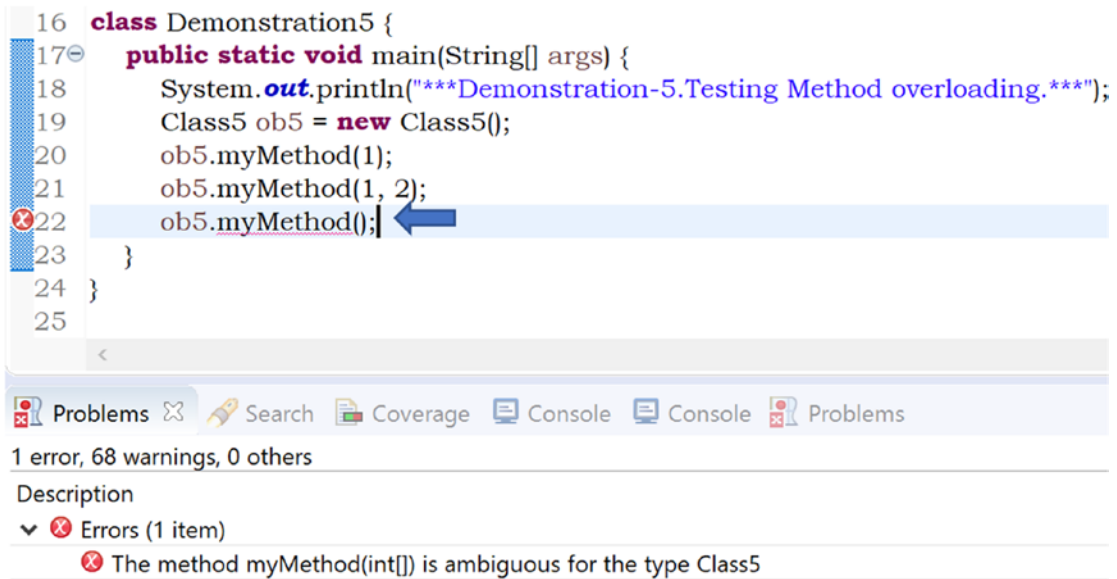 16 class Demonstration5 {
17 public static void main(String[] args) {
18 System.out.println("***Demonstration-5.Testing Method overloading.***");
19 Class5 ob5 = new Class5();
20 ob5.myMethod(1);
21 ob5.myMethod(1, 2);
22 ob5.myMethod();
23 }
24 }
25
Problems Search Coverage Console Console Problems
1 error, 68 warnings, 0 others
Description
Errors (1 item)
The method myMethod(int[]) is ambiguous for the type Class5